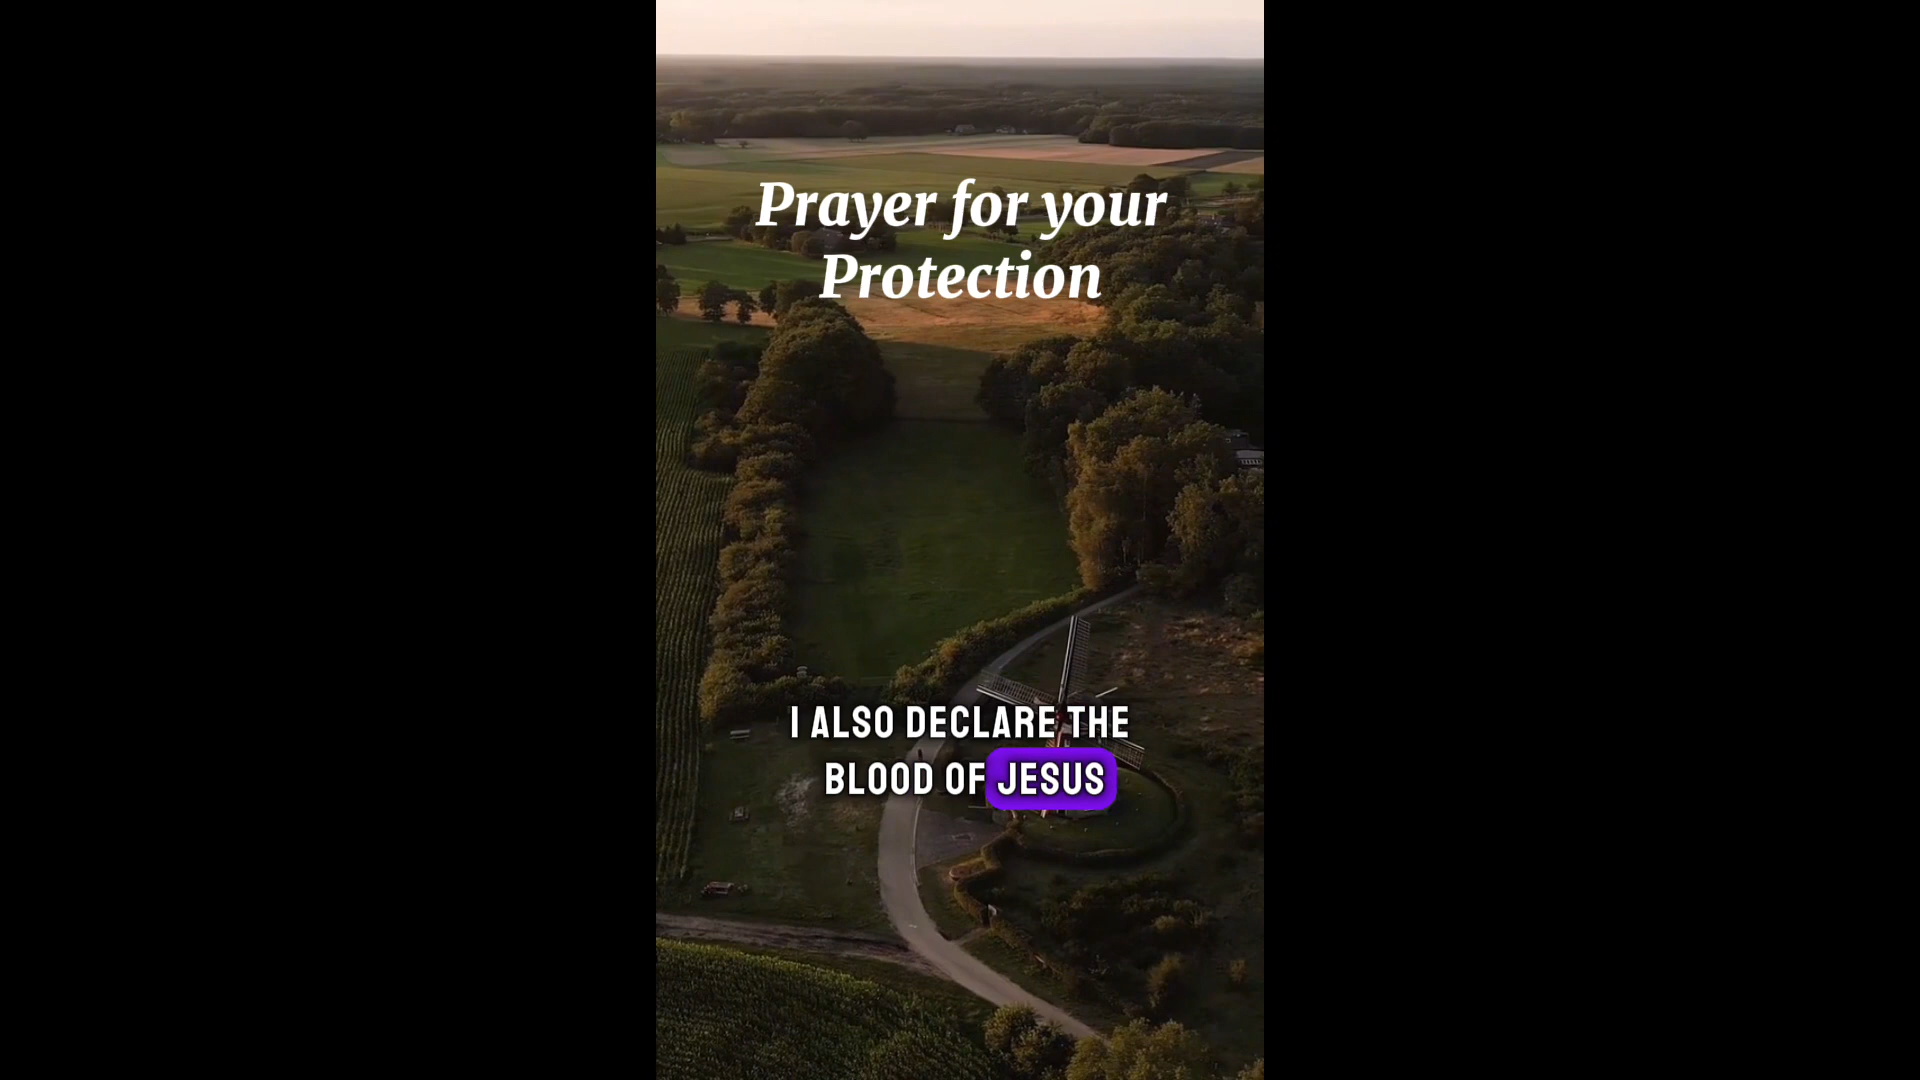 Prayer for your
Protection
I ALSO DECLARE THE
BLOOD OF JESUS